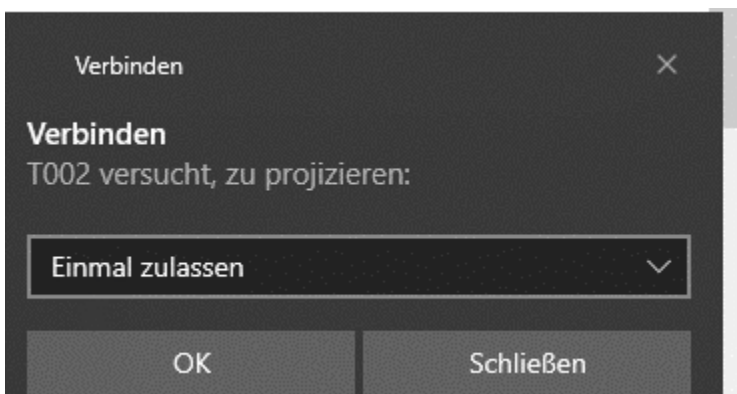 Verbinden
Verbinden
T002 versucht, zu projizieren:
Einmal zulassen
OK
Schließen